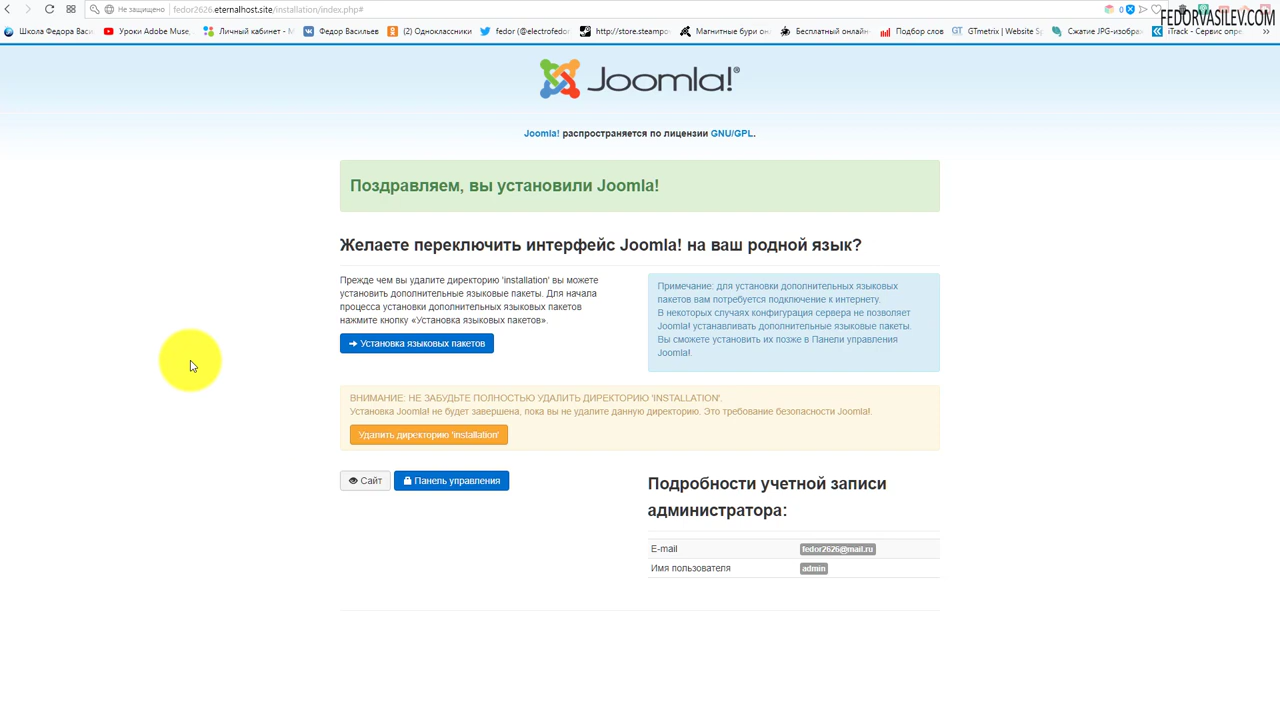 Не защищено fedor2626.eternalhost.site/installation/index.php# 0
FEDORVASILEV.COM
Школа Федора Васи Уроки Adobe Muse, Личный кабинет - М Федор Васильев (2) Одноклассники fedor (@electrofedor http://store.steampo Магнитные бури он Бесплатный онлайн Подбор слов GTmetrix | Website Sp Сжатие JPG-изобра iTrack - Сервис опре. »
Joomla!®
Joomla! распространяется по лицензии GNU/GPL.
Поздравляем, вы установили Joomla!
Желаете переключить интерфейс Joomla! на ваш родной язык?
Прежде чем вы удалите директорию 'installation' вы можете
установить дополнительные языковые пакеты. Для начала
процесса установки дополнительных языковых пакетов
нажмите кнопку «Установка языковых пакетов».
Установка языковых пакетов
Примечание: для установки дополнительных языковых
пакетов вам потребуется подключение к интернету.
В некоторых случаях конфигурация сервера не позволяет
Joomla! устанавливать дополнительные языковые пакеты.
Вы сможете установить их позже в Панели управления
Joomla!.
ВНИМАНИЕ: НЕ ЗАБУДЬТЕ ПОЛНОСТЬЮ УДАЛИТЬ ДИРЕКТОРИЮ 'INSTALLATION'.
Установка Joomla! не будет завершена, пока вы не удалите данную директорию. Это требование безопасности Joomla!.
Удалить директорию 'installation'
Сайт Панель управления
Подробности учетной записи
администратора:
E-mail fedor2626@mail.ru
Имя пользователя admin